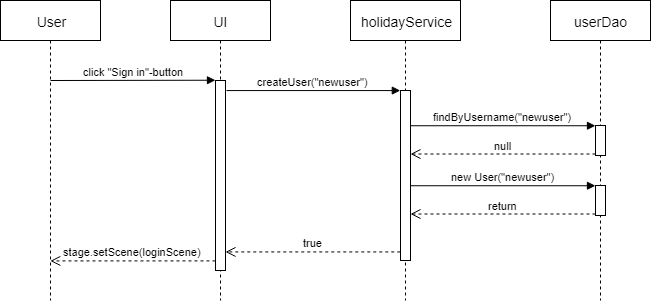 User
UI
holidayService
userDao
click "Sign in"-button
createUser("newuser")
findByUsername("newuser")
null
new User("newuser")
return
true
stage.setScene(loginScene)